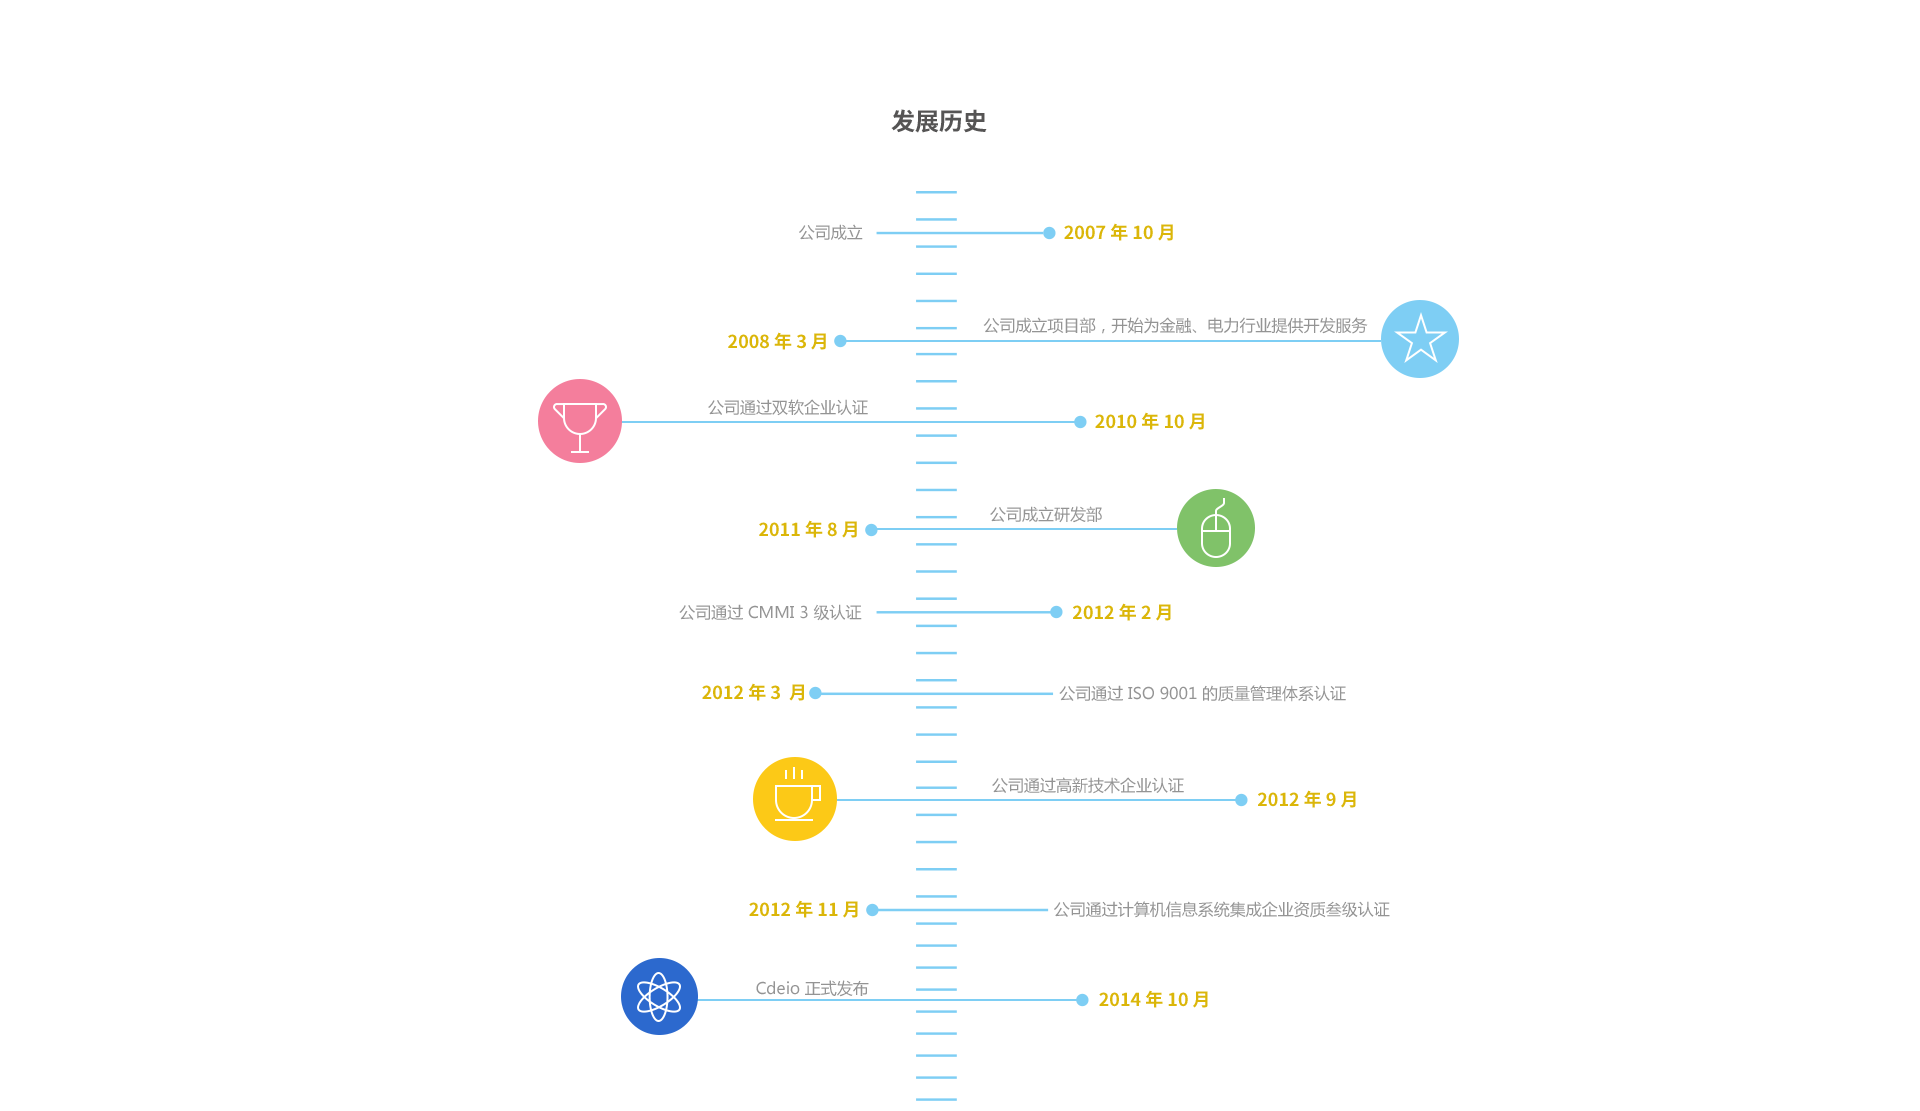 发展历史
公司成立 2007 年 10 月
公司成立项目部，开始为金融、电力行业提供开发服务
2008 年 3 月
公司通过双软企业认证
2010 年 10 月
公司成立研发部
2011 年 8 月
公司通过 CMMI 3 级认证 2012 年 2 月
2012 年 3 月 公司通过 ISO 9001 的质量管理体系认证
公司通过高新技术企业认证
2012 年 9 月
2012 年 11 月 公司通过计算机信息系统集成企业资质叁级认证
Cdeio 正式发布
2014 年 10 月